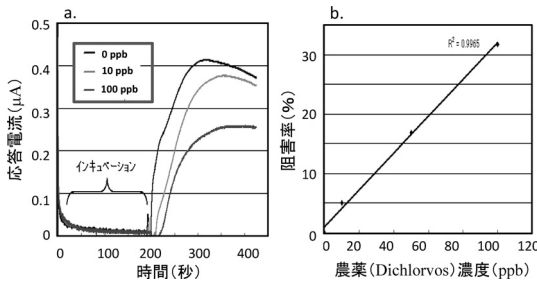 a.
0 ppb
10 ppb
100 ppb
インキュベーション
応答電流(μA)
0.5
0.4
0.3
0.2
0.1
0
0 100 200 300 400 500
時間(秒)
b.
R² = 0.9965
阻害率(%)
30
20
10
0
0 20 40 60 80 100 120
農薬(Dichlorvos)濃度(ppb)